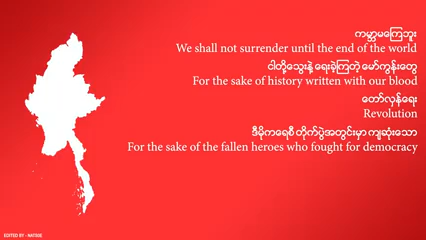 ကမ္ဘာမကြေဘူး
We shall not surrender until the end of the world
ငါတို့သွေးနဲ့ ရေးခဲ့ကြတဲ့ မော်ကွန်းတွေ
For the sake of history written with our blood
တော်လှန်ရေး
Revolution
ဒီမိုကရေစီ တိုက်ပွဲအတွင်းမှာ ကျဆုံးသော
For the sake of the fallen heroes who fought for democracy
EDITED BY - NATSUE